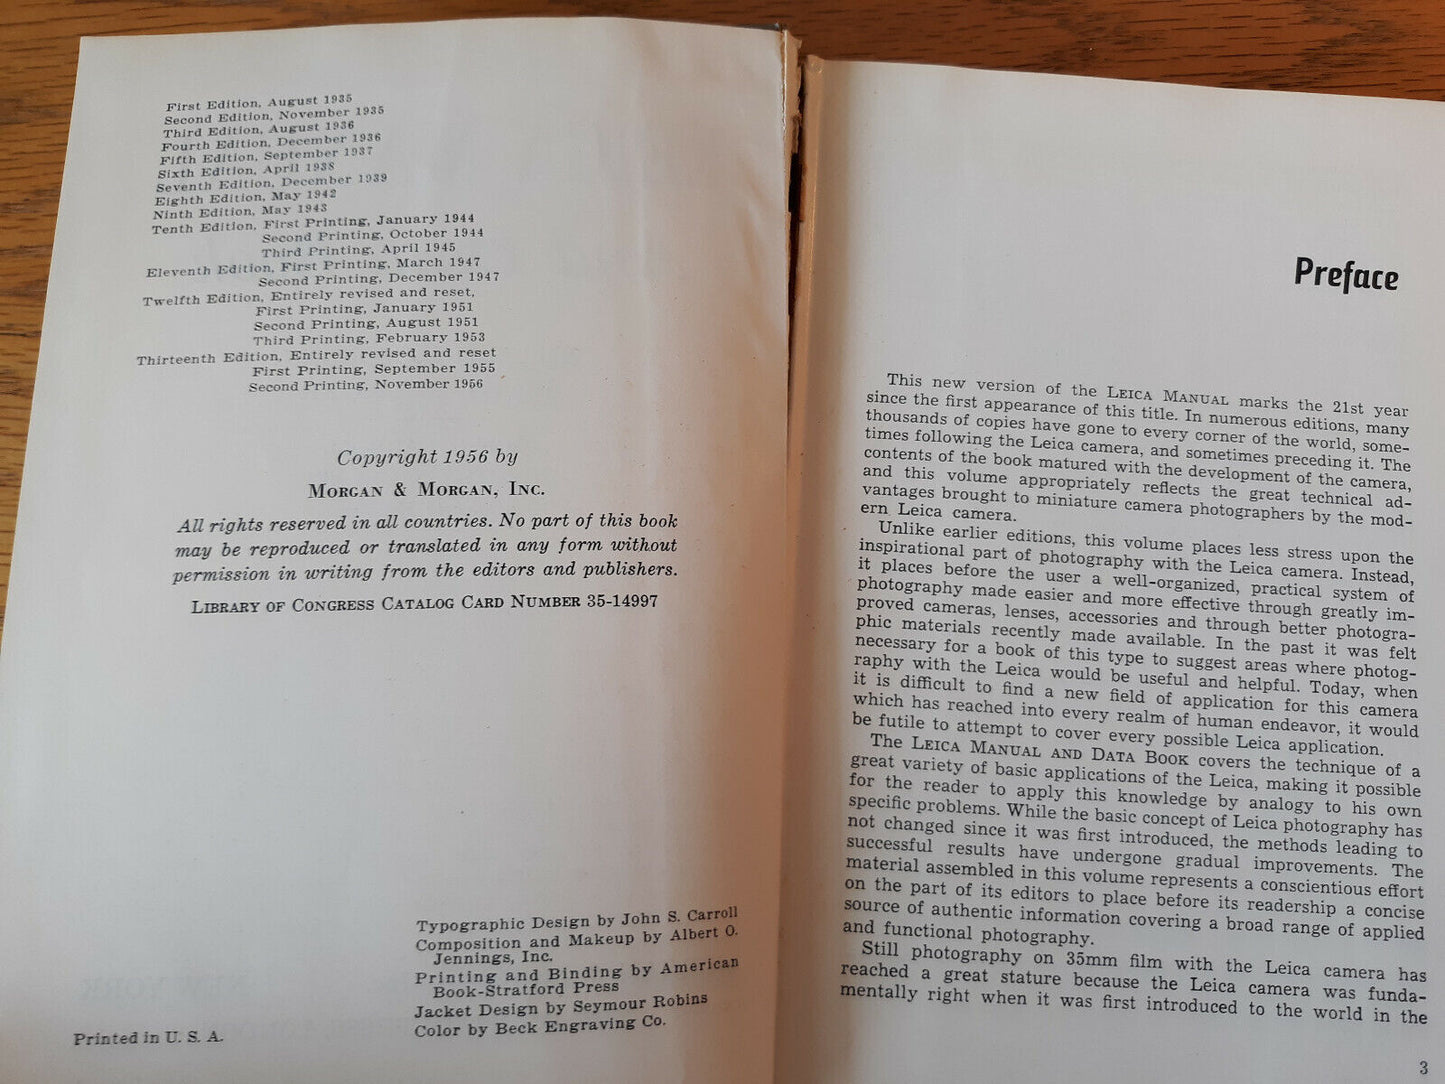 First Edition, August 1935
Second Edition, November 1935
Third Edition, August 1936
Fourth Edition, December 1936
Fifth Edition, September 1937
Sixth Edition, April 1938
Seventh Edition, December 1939
Eighth Edition, May 1942
Ninth Edition, May 1943
Tenth Edition, First Printing, January 1944
Second Printing, October 1944
Third Printing, April 1945
Eleventh Edition, First Printing, March 1947
Second Printing, December 1947
Twelfth Edition, Entirely revised and reset,
First Printing, January 1951
Second Printing, August 1951
Third Printing, February 1953
Thirteenth Edition, Entirely revised and reset
First Printing, September 1955
Second Printing, November 1956
Copyright 1956 by
MORGAN & MORGAN, INC.
All rights reserved in all countries. No part of this book
may be reproduced or translated in any form without
permission in writing from the editors and publishers.
LIBRARY OF CONGRESS CATALOG CARD NUMBER 35-14997
Typographic Design by John S. Carroll
Composition and Makeup by Albert O.
Jennings, Inc.
Printing and Binding by American
Book-Stratford Press
Jacket Design by Seymour Robins
Color by Beck Engraving Co.
Printed in U. S. A.
Preface
This new version of the LEICA MANUAL marks the 21st year
since the first appearance of this title. In numerous editions, many
thousands of copies have gone to every corner of the world, some-
times following the Leica camera, and sometimes preceding it. The
contents of the book matured with the development of the camera,
and this volume appropriately reflects the great technical ad-
vantages brought to miniature camera photographers by the mod-
ern Leica camera.
Unlike earlier editions, this volume places less stress upon the
inspirational part of photography with the Leica camera. Instead,
it places before the user a well-organized, practical system of
photography made easier and more effective through greatly im-
proved cameras, lenses, accessories and through better photogra-
phic materials recently made available. In the past it was felt
necessary for a book of this type to suggest areas where photog-
raphy with the Leica would be useful and helpful. Today, when
it is difficult to find a new field of application for this camera
which has reached into every realm of human endeavor, it would
be futile to attempt to cover every possible Leica application.
The LEICA MANUAL AND DATA BOOK covers the technique of a
great variety of basic applications of the Leica, making it possible
for the reader to apply this knowledge by analogy to his own
specific problems. While the basic concept of Leica photography has
not changed since it was first introduced, the methods leading to
successful results have undergone gradual improvements. The
material assembled in this volume represents a conscientious effort
on the part of its editors to place before its readership a concise
source of authentic information covering a broad range of applied
and functional photography.
Still photography on 35mm film with the Leica camera has
reached a great stature because the Leica camera was funda-
mentally right when it was first introduced to the world in the
3